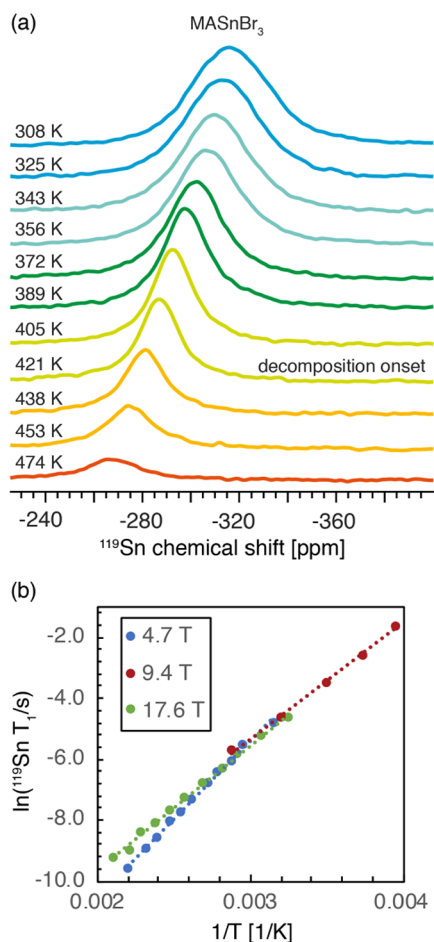 (a)
MASnBr₃
308 K
325 K
343 K
356 K
372 K
389 K
405 K
421 K
decomposition onset
438 K
453 K
474 K
-240 -280 -320 -360
¹¹⁹Sn chemical shift [ppm]
(b)
ln(¹¹⁹Sn T₁/s)
-2.0
4.7 T
9.4 T
-4.0
17.6 T
-6.0
-8.0
-10.0
0.002 0.003 0.004
1/T [1/K]